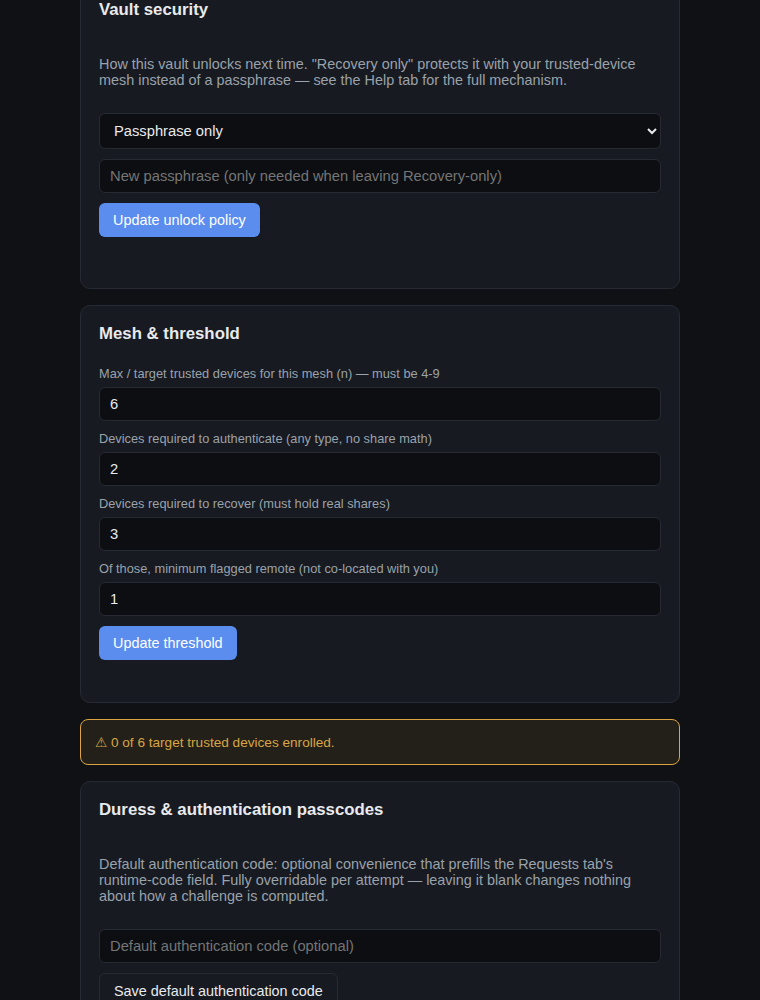 Vault security
How this vault unlocks next time. "Recovery only" protects it with your trusted-device
mesh instead of a passphrase — see the Help tab for the full mechanism.
Passphrase only
New passphrase (only needed when leaving Recovery-only)
Update unlock policy
Mesh & threshold
Max / target trusted devices for this mesh (n) — must be 4-9
6
Devices required to authenticate (any type, no share math)
2
Devices required to recover (must hold real shares)
3
Of those, minimum flagged remote (not co-located with you)
1
Update threshold
⚠ 0 of 6 target trusted devices enrolled.
Duress & authentication passcodes
Default authentication code: optional convenience that prefills the Requests tab's
runtime-code field. Fully overridable per attempt — leaving it blank changes nothing
about how a challenge is computed.
Default authentication code (optional)
Save default authentication code